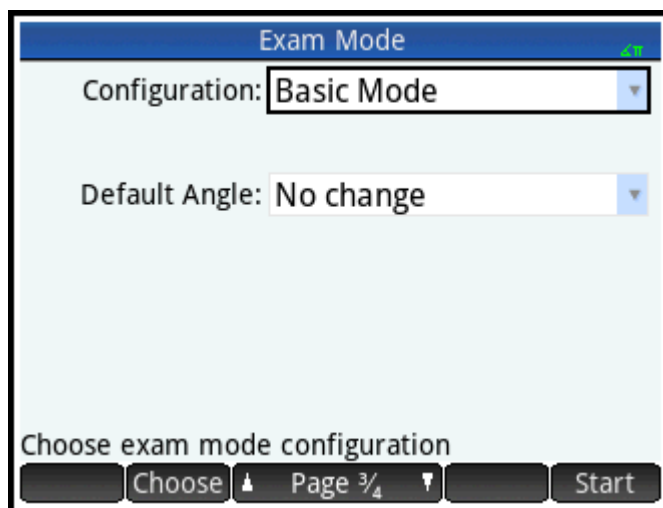 Exam Mode
∡π
Configuration: Basic Mode
Default Angle: No change
Choose exam mode configuration
Choose Page ¾ Start